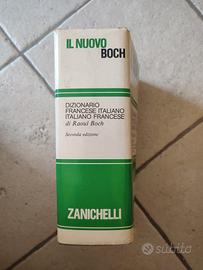 IL NUOVO
BOCH
DIZIONARIO
FRANCESE ITALIANO
ITALIANO FRANCESE
di Raoul Boch
Seconda edizione
ZANICHELLI
subito